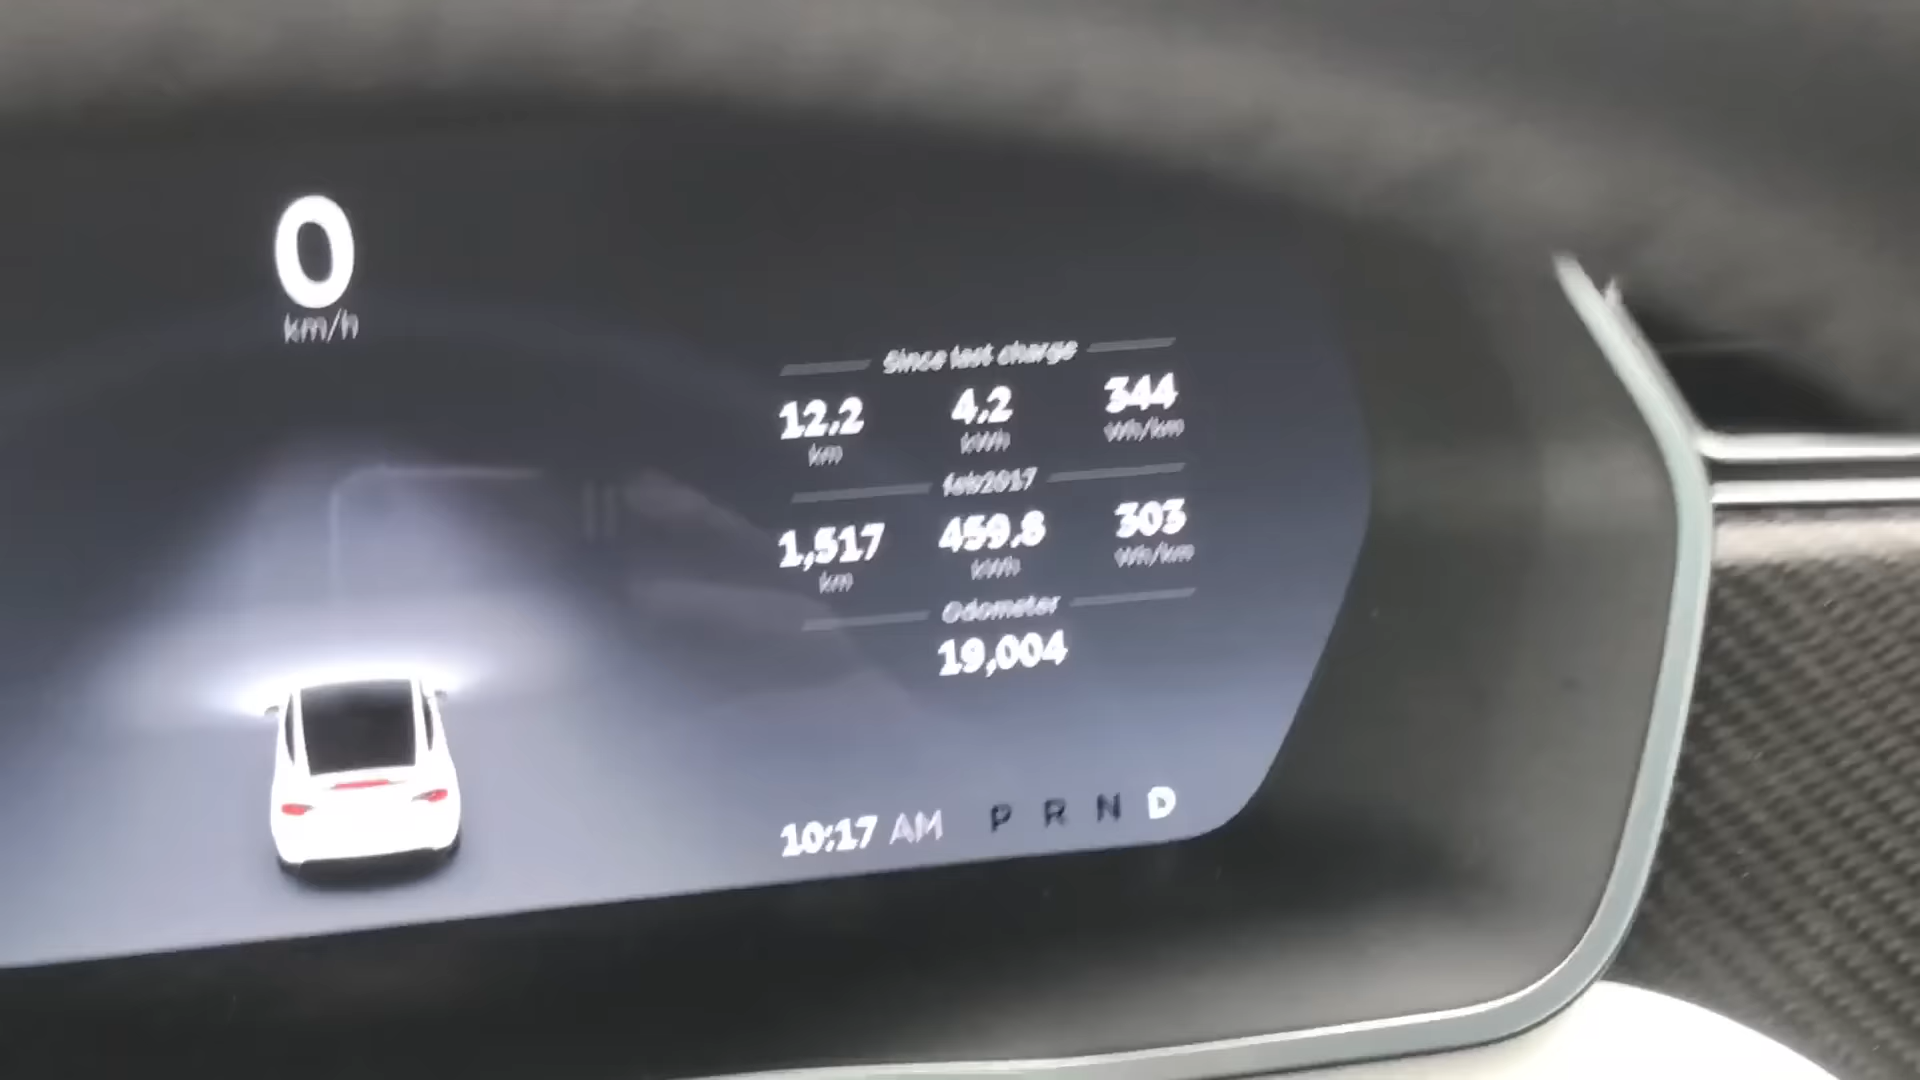 0
km/h
Since last charge
12.2 4.2 344
km kWh Wh/km
feb2017
1,517 459.8 303
km kWh Wh/km
Odometer
19,004
10:17 AM P R N D